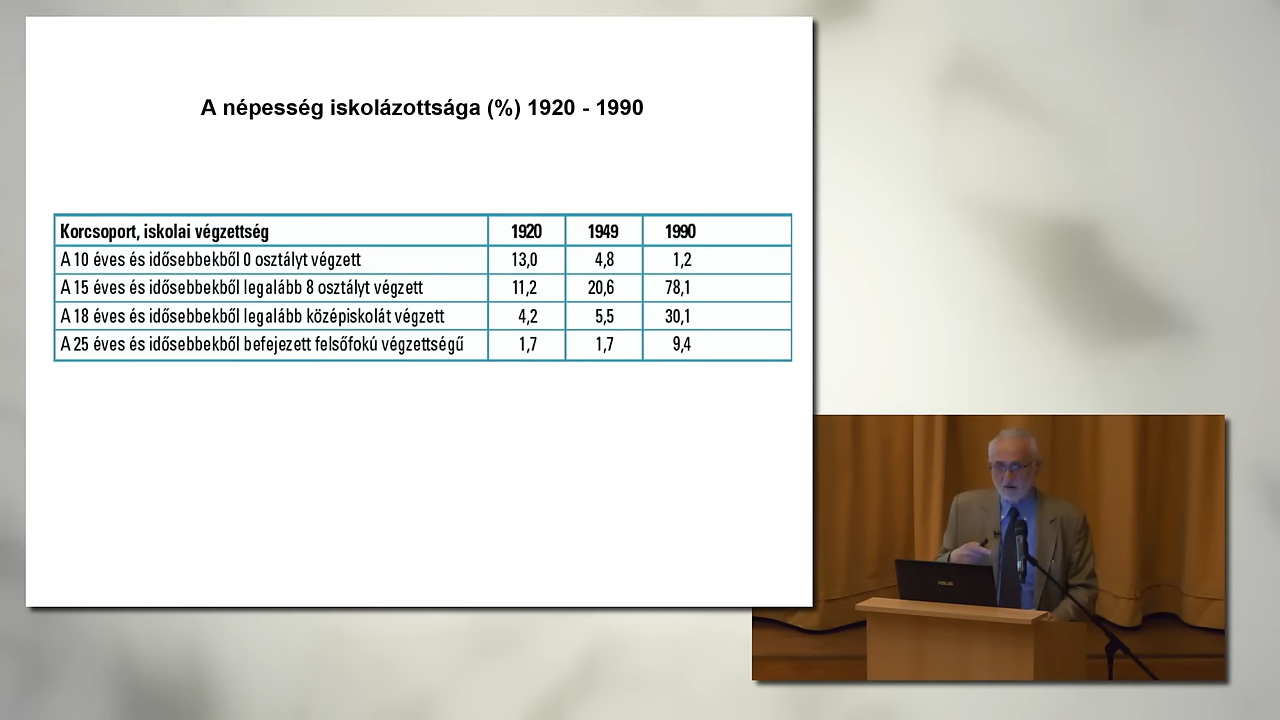 A népesség iskolázottsága (%) 1920 - 1990
Korcsoport, iskolai végzettség 1920 1949 1990
A 10 éves és idősebbekből 0 osztályt végzett 13,0 4,8 1,2
A 15 éves és idősebbekből legalább 8 osztályt végzett 11,2 20,6 78,1
A 18 éves és idősebbekből legalább középiskolát végzett 4,2 5,5 30,1
A 25 éves és idősebbekből befejezett felsőfokú végzettségű 1,7 1,7 9,4
ASUS